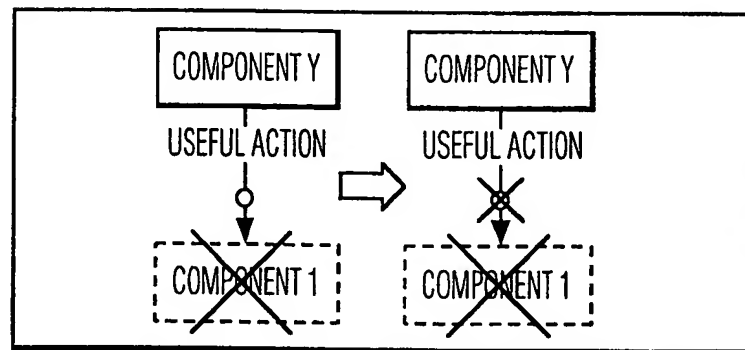 COMPONENT Y
USEFUL ACTION
COMPONENT 1
COMPONENT Y
USEFUL ACTION
COMPONENT 1